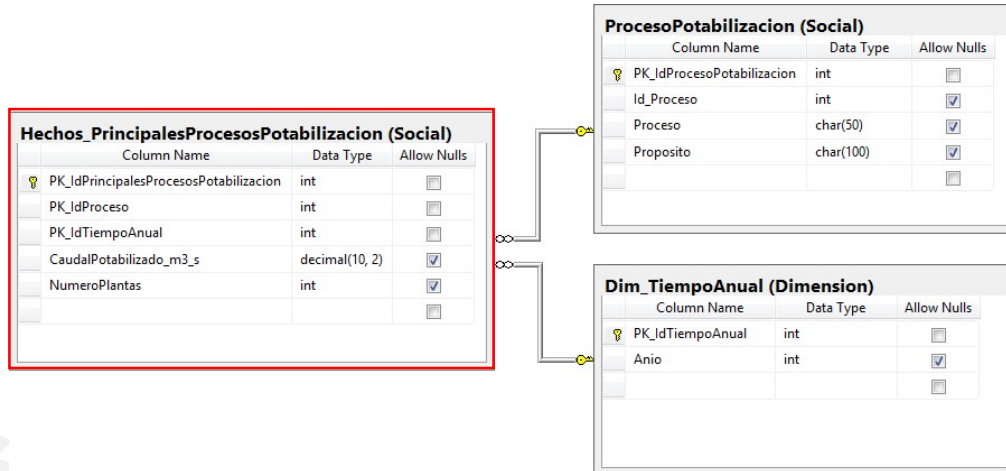 Hechos_PrincipalesProcesosPotabilizacion (Social)
Column Name Data Type Allow Nulls
PK_IdPrincipalesProcesosPotabilizacion int
PK_IdProceso int
PK_IdTiempoAnual int
CaudalPotabilizado_m3_s decimal(10, 2)
NumeroPlantas int
ProcesoPotabilizacion (Social)
Column Name Data Type Allow Nulls
PK_IdProcesoPotabilizacion int
Id_Proceso int
Proceso char(50)
Proposito char(100)
Dim_TiempoAnual (Dimension)
Column Name Data Type Allow Nulls
PK_IdTiempoAnual int
Anio int